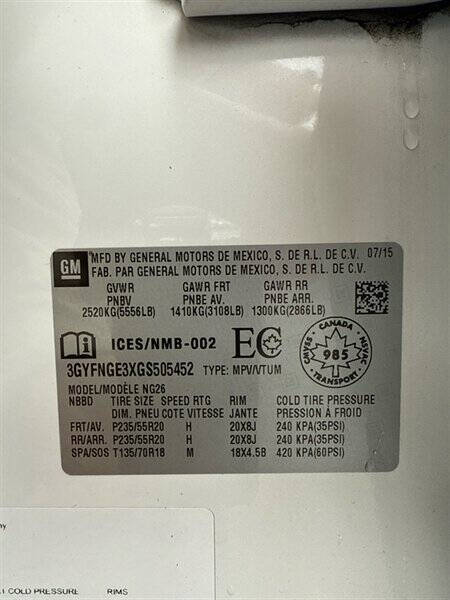 GM
MFD BY GENERAL MOTORS DE MEXICO, S. DE R.L. DE C.V. 07/15
FAB. PAR GENERAL MOTORS DE MEXICO, S. DE R.L. DE C.V.
GVWR GAWR FRT GAWR RR
PNBV PNBE AV. PNBE ARR.
2520KG(5556LB) 1410KG(3108LB) 1300KG(2866LB)
ICES/NMB-002 EC
CANADA
CMVSS NSVAC
985
TRANSPORT
3GYFNGE3XGS505452 TYPE: MPV/VTUM
MODEL/MODÈLE NG26
NBBD TIRE SIZE SPEED RTG RIM COLD TIRE PRESSURE
DIM. PNEU COTE VITESSE JANTE PRESSION À FROID
FRT/AV. P235/55R20 H 20X8J 240 KPA(35PSI)
RR/ARR. P235/55R20 H 20X8J 240 KPA(35PSI)
SPA/SOS T135/70R18 M 18X4.5B 420 KPA(60PSI)
COLD PRESSURE RIMS